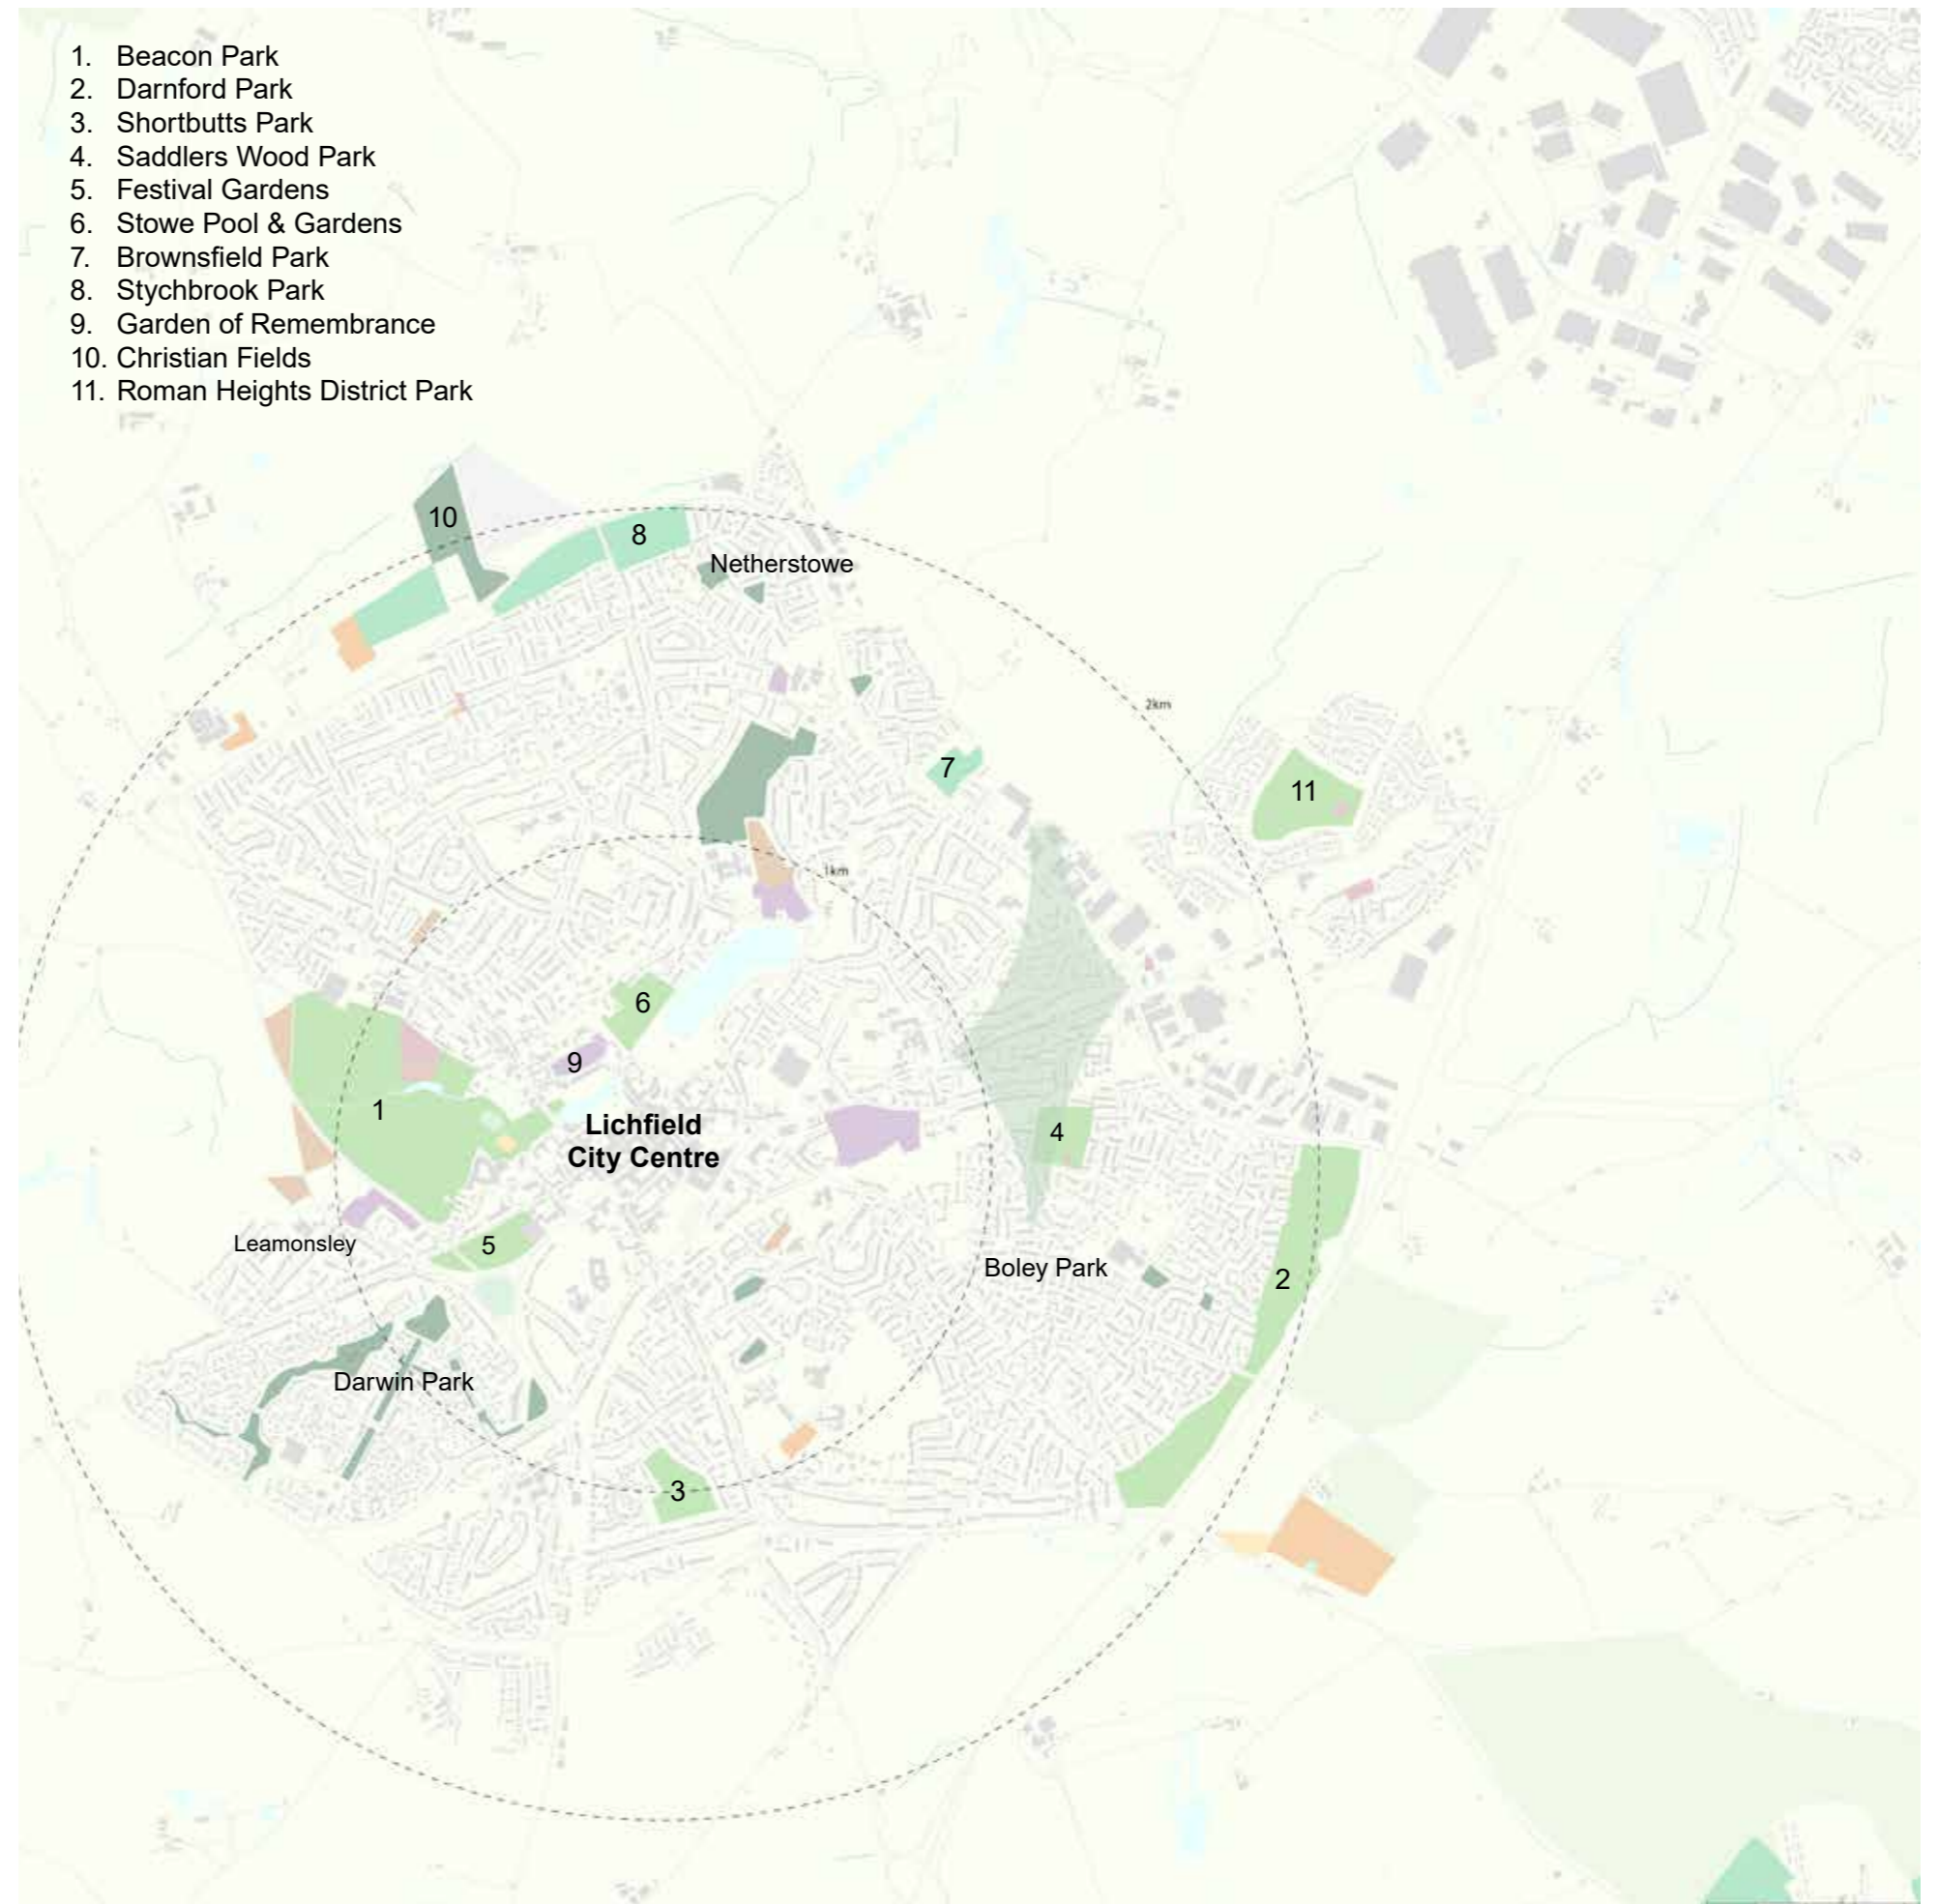 1. Beacon Park
2. Darnford Park
3. Shortbutts Park
4. Saddlers Wood Park
5. Festival Gardens
6. Stowe Pool & Gardens
7. Brownsfield Park
8. Stychbrook Park
9. Garden of Remembrance
10. Christian Fields
11. Roman Heights District Park
10
8
Netherstowe
2km
7
11
1km
6
9
1
Lichfield
City Centre
4
Leamonsley
5
Boley Park
2
Darwin Park
3